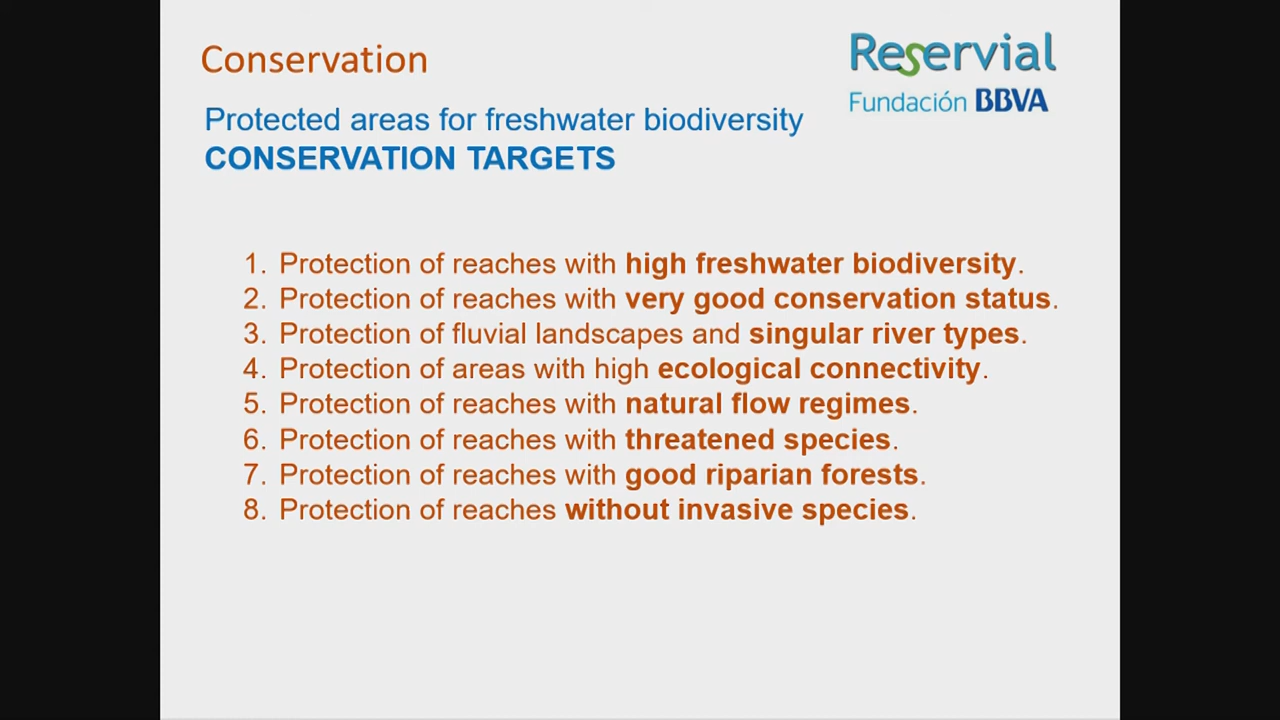 Conservation
Reservial
Fundación BBVA
Protected areas for freshwater biodiversity
CONSERVATION TARGETS
1. Protection of reaches with high freshwater biodiversity.
2. Protection of reaches with very good conservation status.
3. Protection of fluvial landscapes and singular river types.
4. Protection of areas with high ecological connectivity.
5. Protection of reaches with natural flow regimes.
6. Protection of reaches with threatened species.
7. Protection of reaches with good riparian forests.
8. Protection of reaches without invasive species.